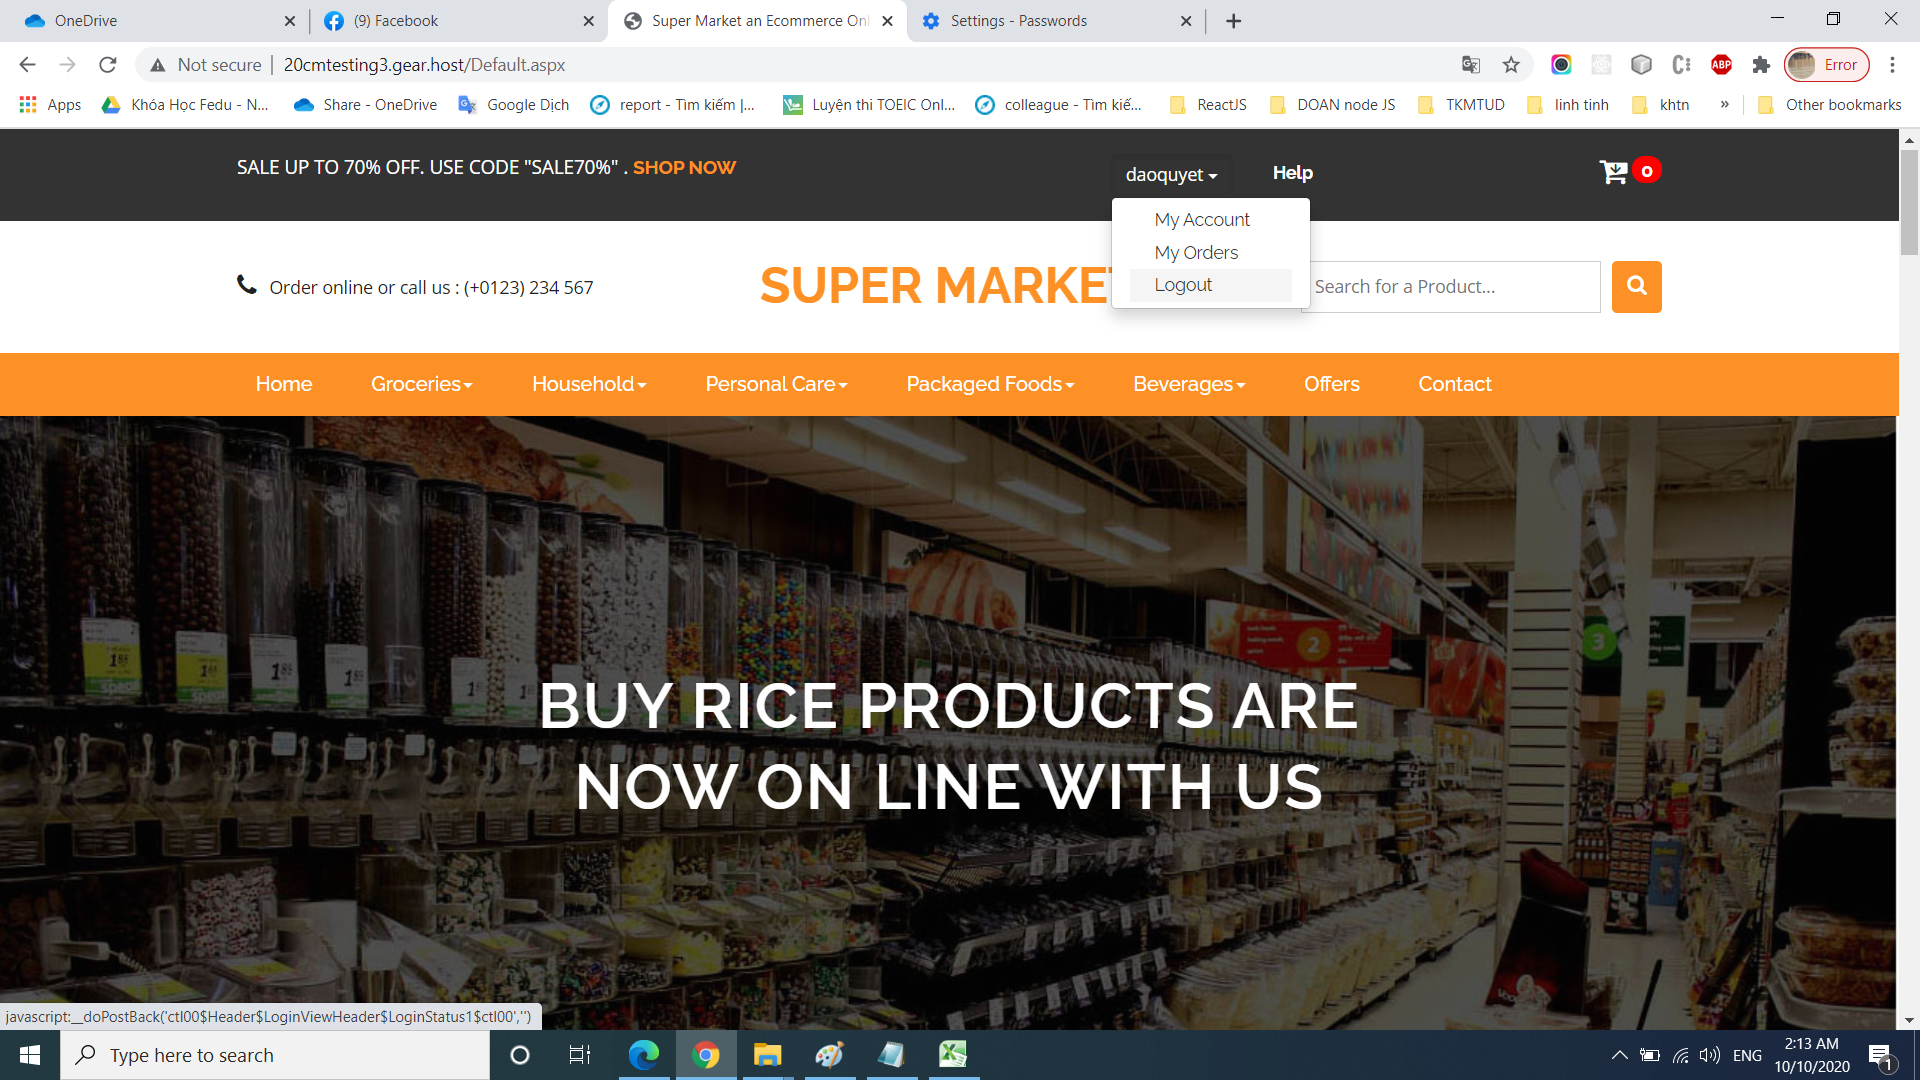 OneDrive
(9) Facebook
Super Market an Ecommerce Onl
Settings - Passwords
Not secure
20cmtesting3.gear.host/Default.aspx
Error
Apps
Khóa Học Fedu - N...
Share - OneDrive
Google Dịch
report - Tìm kiếm |...
Luyện thi TOEIC Onl...
colleague - Tìm kiế...
ReactJS
DOAN node JS
TKMTUD
linh tinh
khtn
»
Other bookmarks
SALE UP TO 70% OFF. USE CODE "SALE70%" . SHOP NOW
daoquyet
Help
0
My Account
My Orders
Logout
Order online or call us : (+0123) 234 567
SUPER MARKE
Search for a Product...
Home
Groceries
Household
Personal Care
Packaged Foods
Beverages
Offers
Contact
2
3
BUY RICE PRODUCTS ARE
NOW ON LINE WITH US
javascript:__doPostBack('ctl00$Header$LoginViewHeader$LoginStatus1$ctl00','')
Type here to search
ENG
2:13 AM
10/10/2020
1